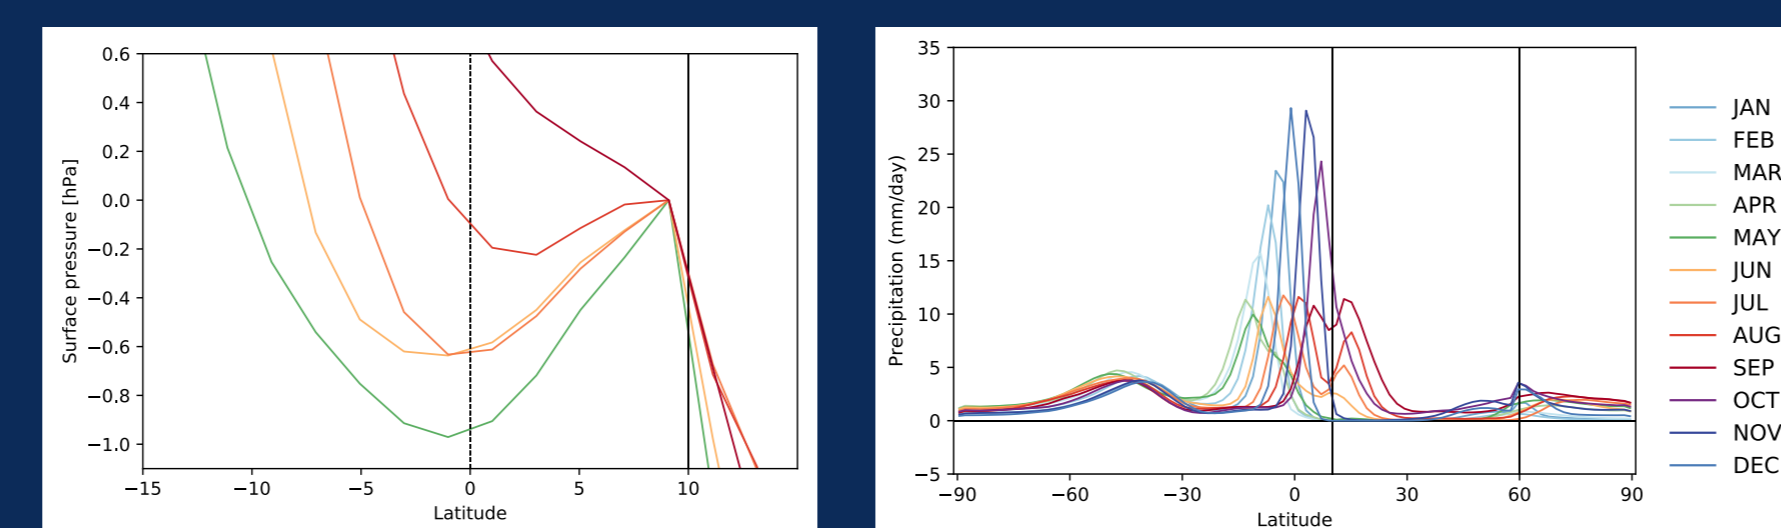 0.6
0.4
0.2
0.0
−0.2
−0.4
−0.6
−0.8
−1.0
Surface pressure [hPa]
−15 −10 −5 0 5 10
Latitude
35
30
25
20
15
10
5
0
−5
Precipitation (mm/day)
−90 −60 −30 0 30 60 90
Latitude
JAN
FEB
MAR
APR
MAY
JUN
JUL
AUG
SEP
OCT
NOV
DEC